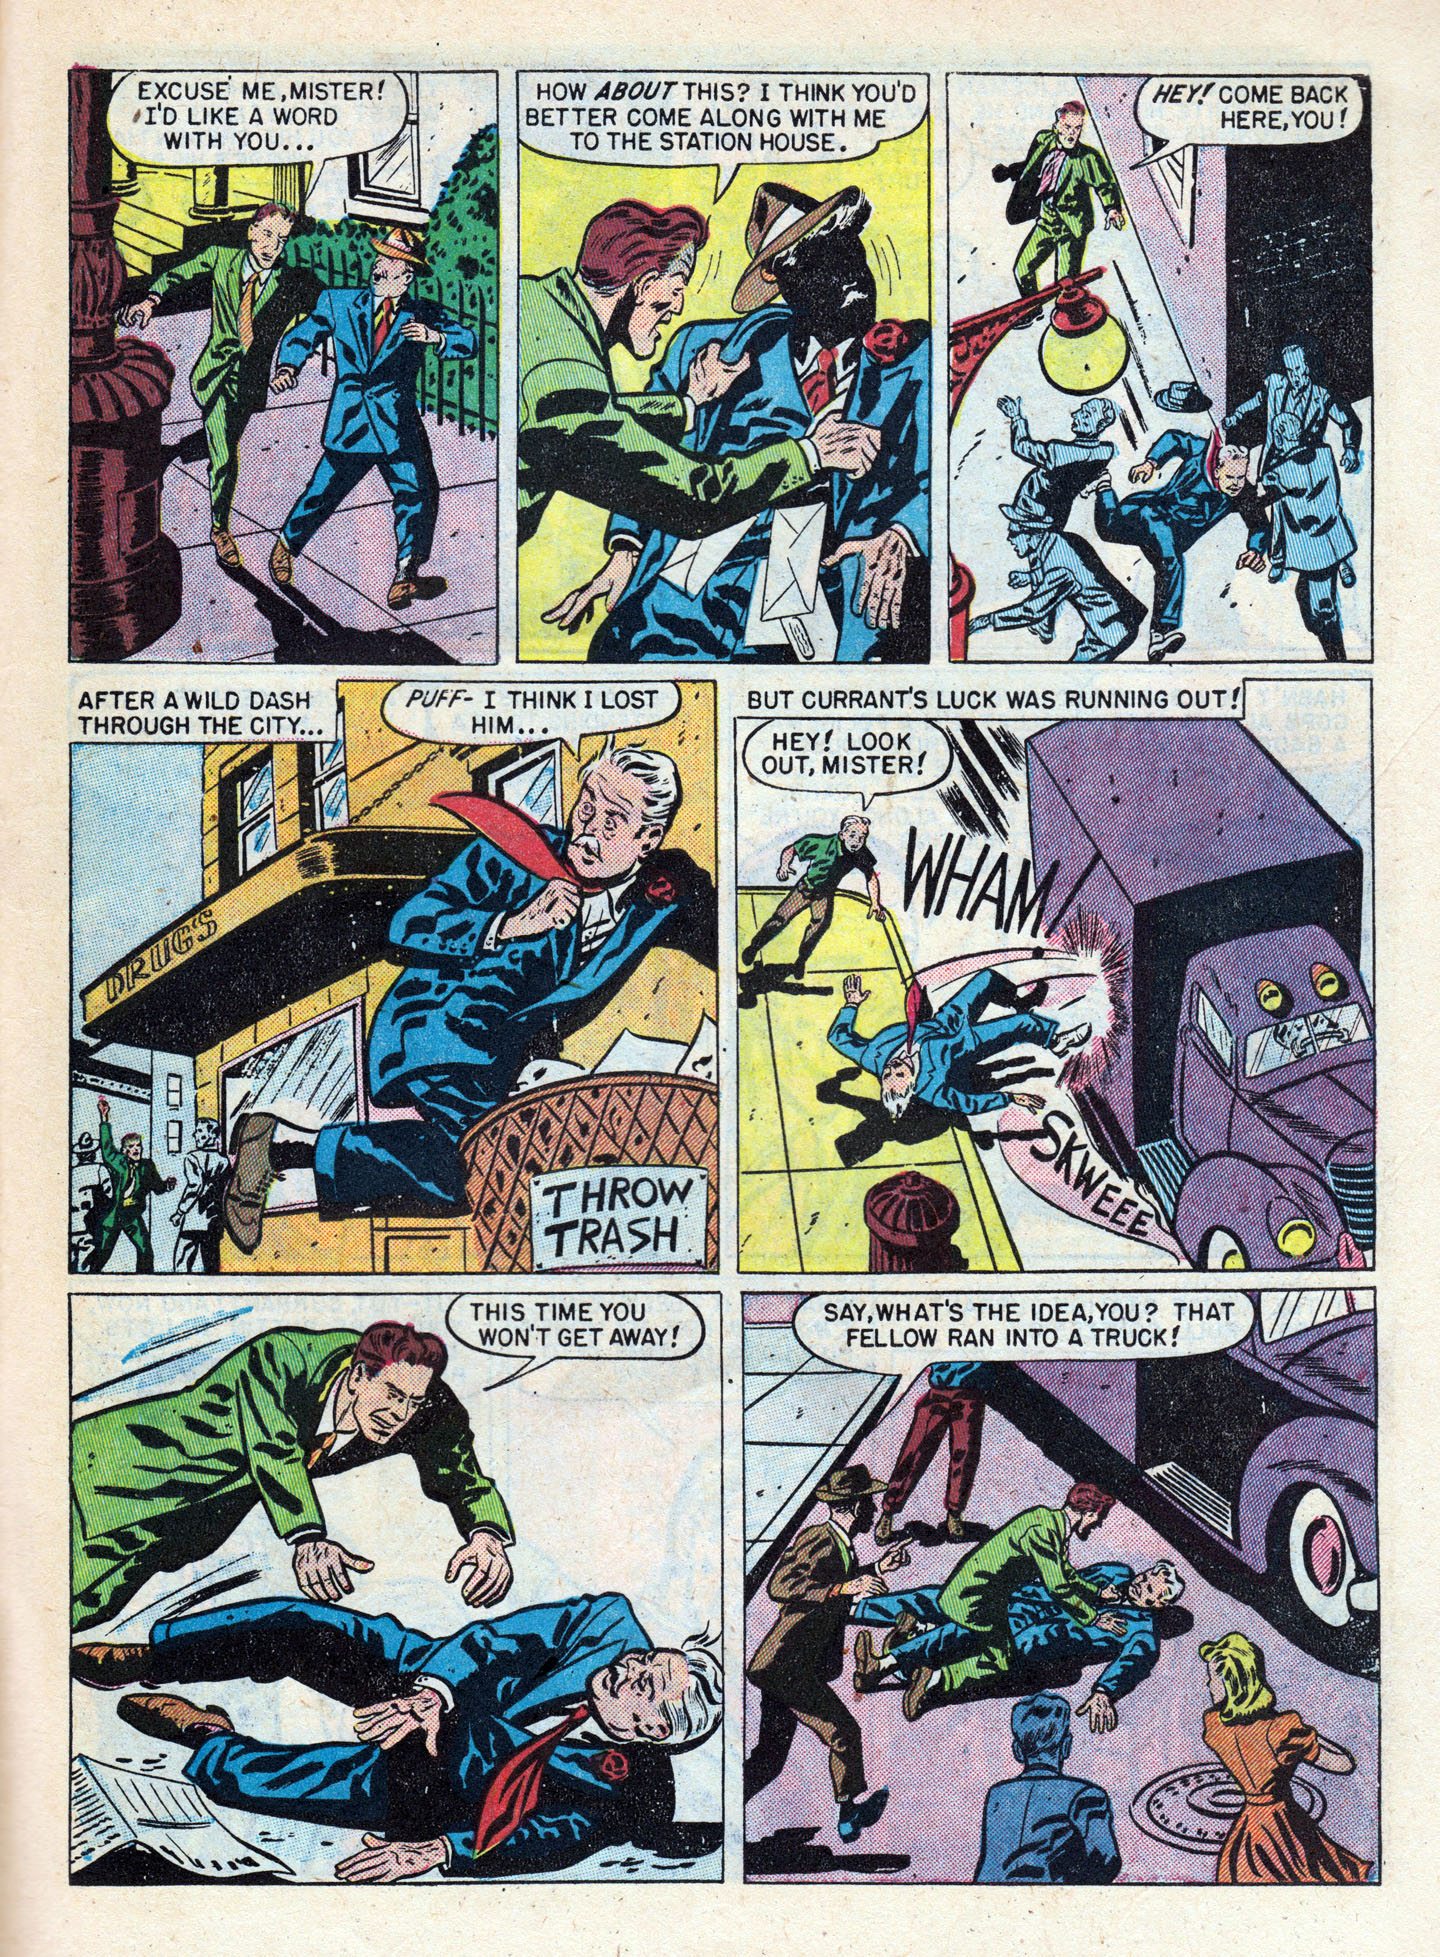 EXCUSE ME, MISTER!
I'D LIKE A WORD
WITH YOU...
HOW ABOUT THIS? I THINK YOU'D
BETTER COME ALONG WITH ME
TO THE STATION HOUSE.
HEY! COME BACK
HERE, YOU!
AFTER A WILD DASH
THROUGH THE CITY...
PUFF- I THINK I LOST
HIM...
DRUGS
THROW
TRASH
BUT CURRANT'S LUCK WAS RUNNING OUT!
HEY! LOOK
OUT, MISTER!
WHAM!
SKWEEE
THIS TIME YOU
WON'T GET AWAY!
SAY, WHAT'S THE IDEA, YOU? THAT
FELLOW RAN INTO A TRUCK!